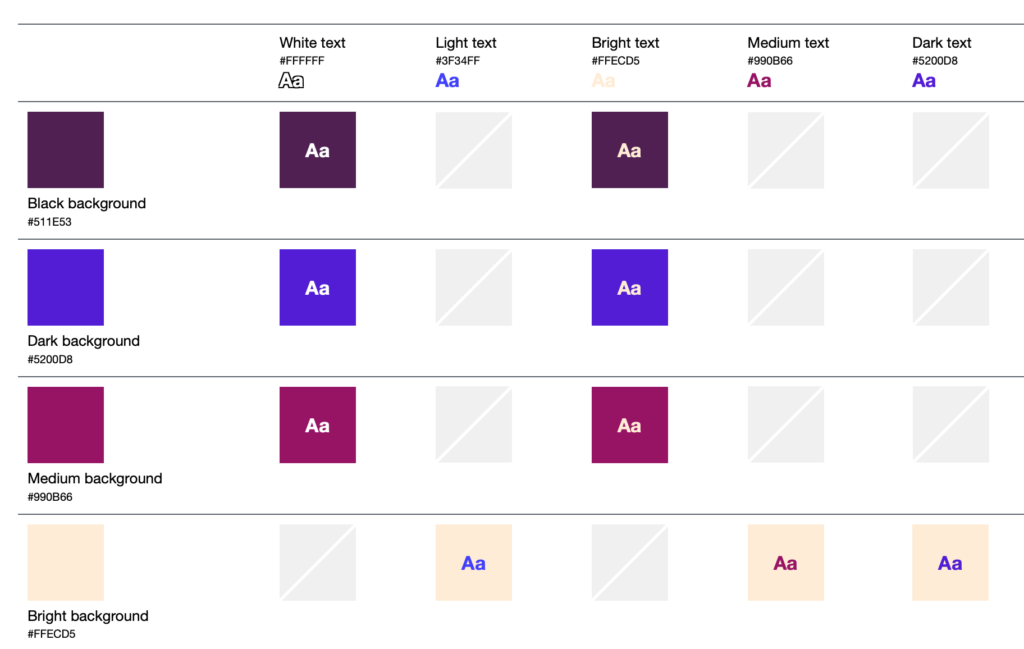 White text
Light text
Bright text
Medium text
Dark text
#FFFFFF
#3F34FF
#FFECD5
#990B66
#5200D8
Aa
Aa
Aa
Aa
Aa
Aa
Aa
Black background
#511E53
Aa
Aa
Dark background
#5200D8
Aa
Aa
Medium background
#990B66
Aa
Aa
Aa
Bright background
#FFECD5